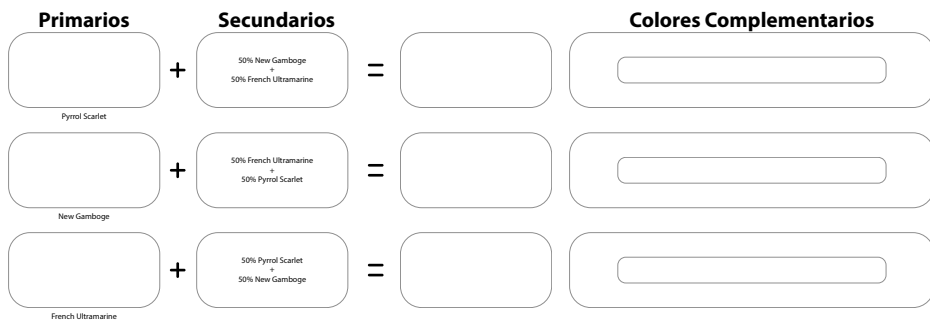 Primarios
Secundarios
Colores Complementarios
+
50% New Gamboge
+
50% French Ultramarine
=
Pyrrol Scarlet
+
50% French Ultramarine
+
50% Pyrrol Scarlet
=
New Gamboge
+
50% Pyrrol Scarlet
+
50% New Gamboge
=
French Ultramarine